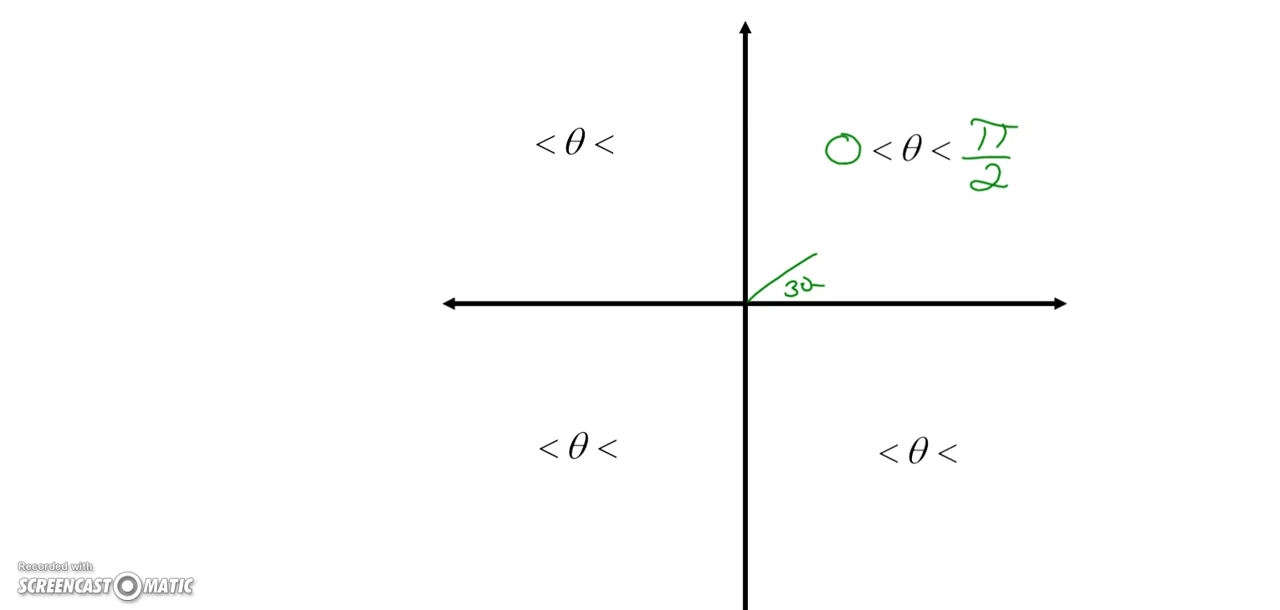 < θ <
0 < θ < π/2
30
< θ <
< θ <
Recorded with
SCREENCAST-O-MATIC